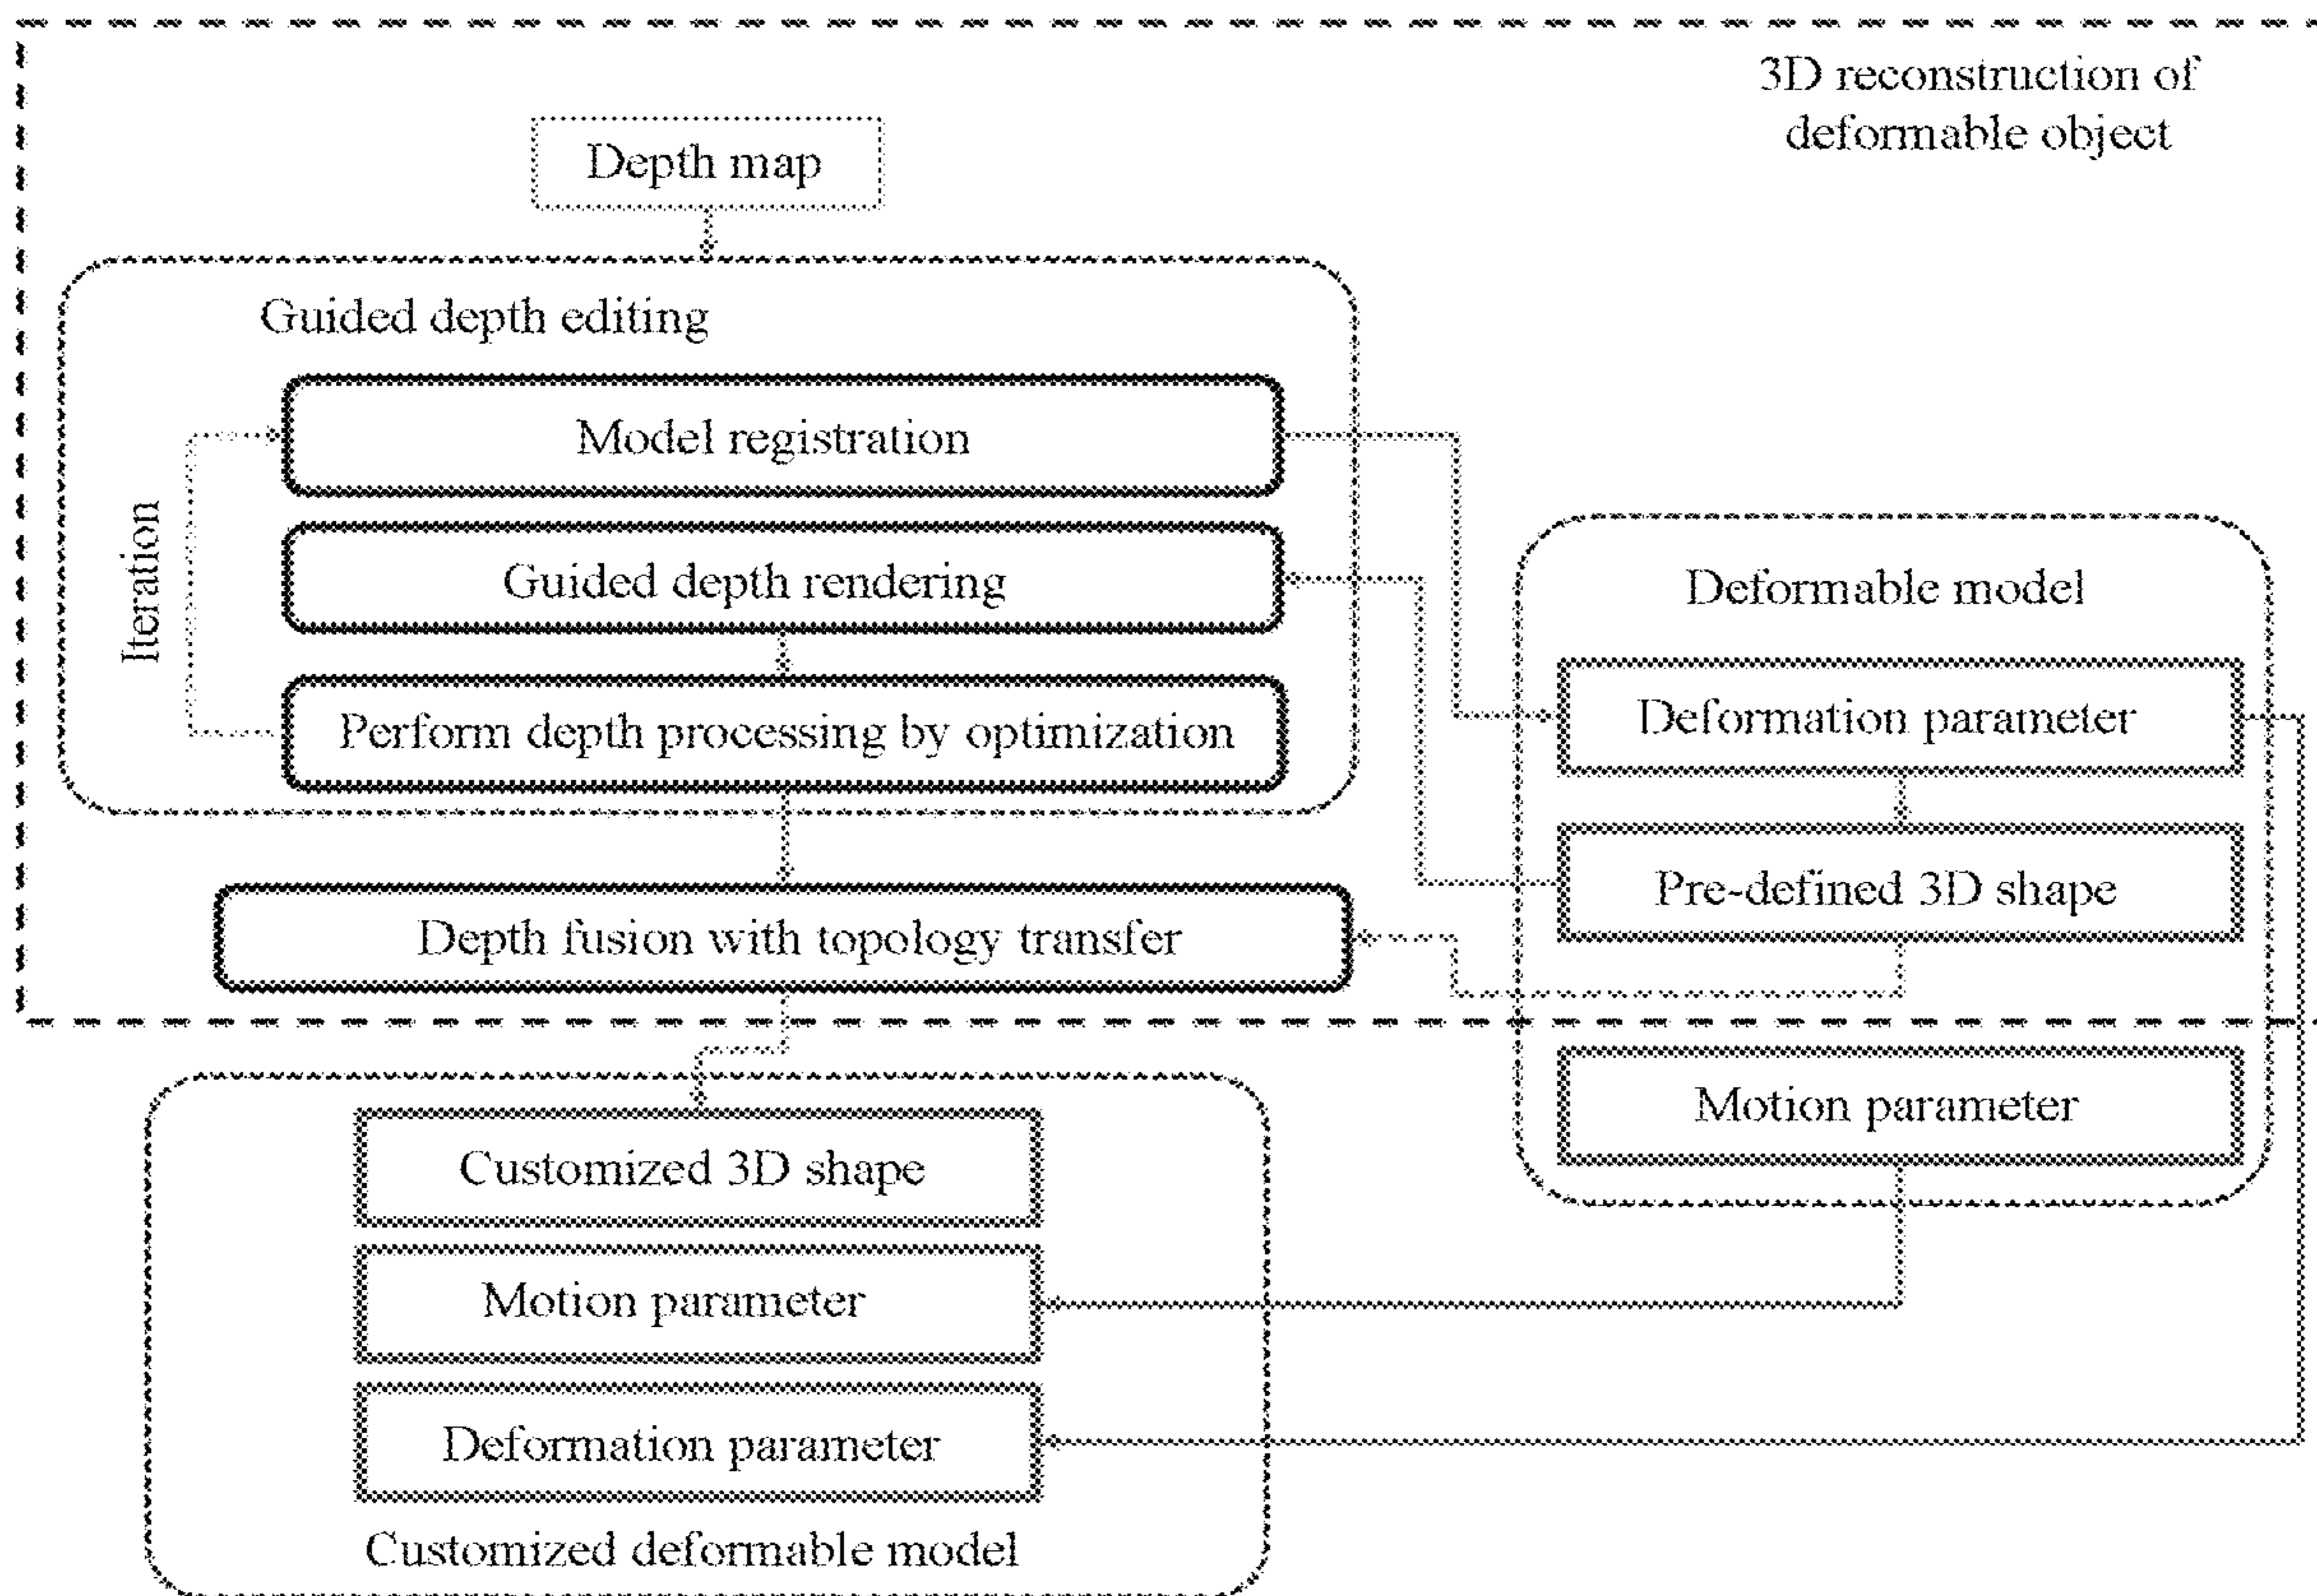 3D reconstruction of
deformable object
Depth map
Guided depth editing
Model registration
Iteration
Guided depth rendering
Perform depth processing by optimization
Deformable model
Deformation parameter
Pre-defined 3D shape
Depth fusion with topology transfer
Motion parameter
Customized 3D shape
Motion parameter
Deformation parameter
Customized deformable model